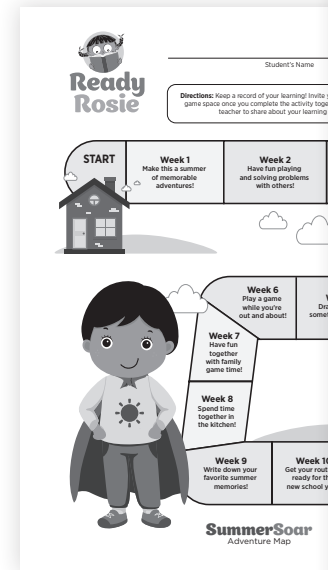 Ready
Rosie
Student's Name
Directions: Keep a record of your learning! Invite
game space once you complete the activity
teacher to share about your learning
START
Week 1
Make this a summer
of memorable
adventures!
Week 2
Have fun playing
and solving problems
with others!
Week 6
Play a game
while you're
out and about!
Week 7
Have fun
together
with family
game time!
Week 8
Spend time
together in
the kitchen!
Week 9
Write down your
favorite summer
memories!
Week 10
Get your
ready for
new school
SummerSoar
Adventure Map